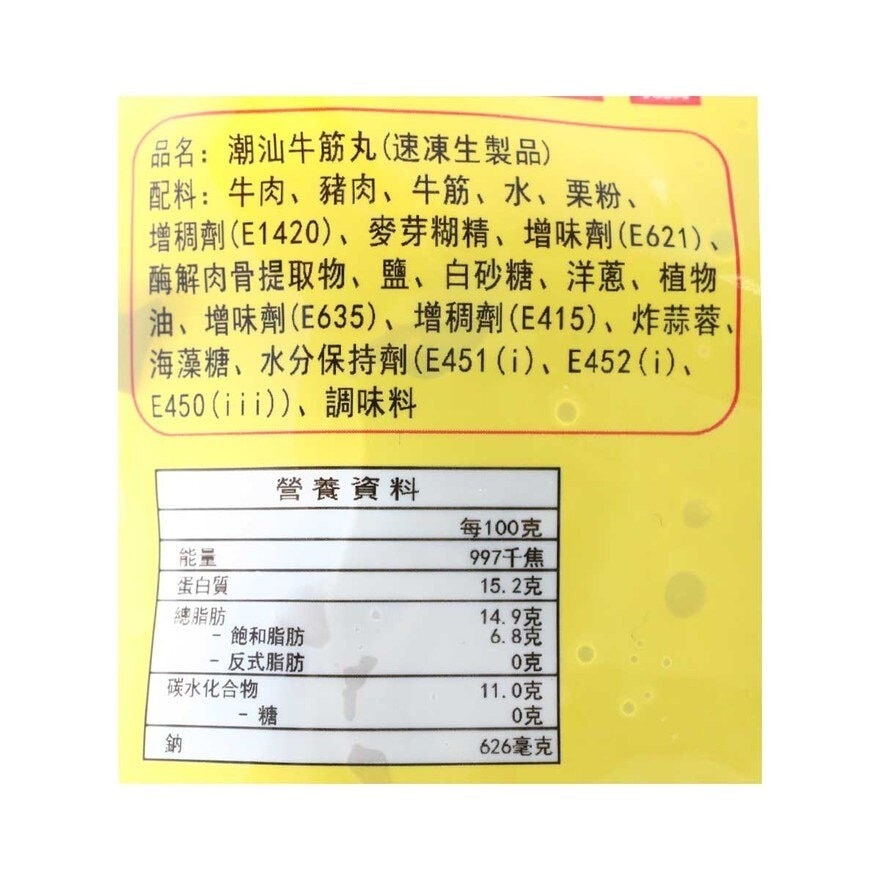 品名：潮汕牛筋丸(速凍生製品)
配料：牛肉、豬肉、牛筋、水、栗粉、
增稠劑(E1420)、麥芽糊精、增味劑(E621)、
酶解肉骨提取物、鹽、白砂糖、洋蔥、植物
油、增味劑(E635)、增稠劑(E415)、炸蒜蓉、
海藻糖、水分保持劑(E451(i)、E452(i)、
E450(iii))、調味料
營養資料
每100克
能量 997千焦
蛋白質 15.2克
總脂肪 14.9克
- 飽和脂肪 6.8克
- 反式脂肪 0克
碳水化合物 11.0克
- 糖 0克
鈉 626毫克